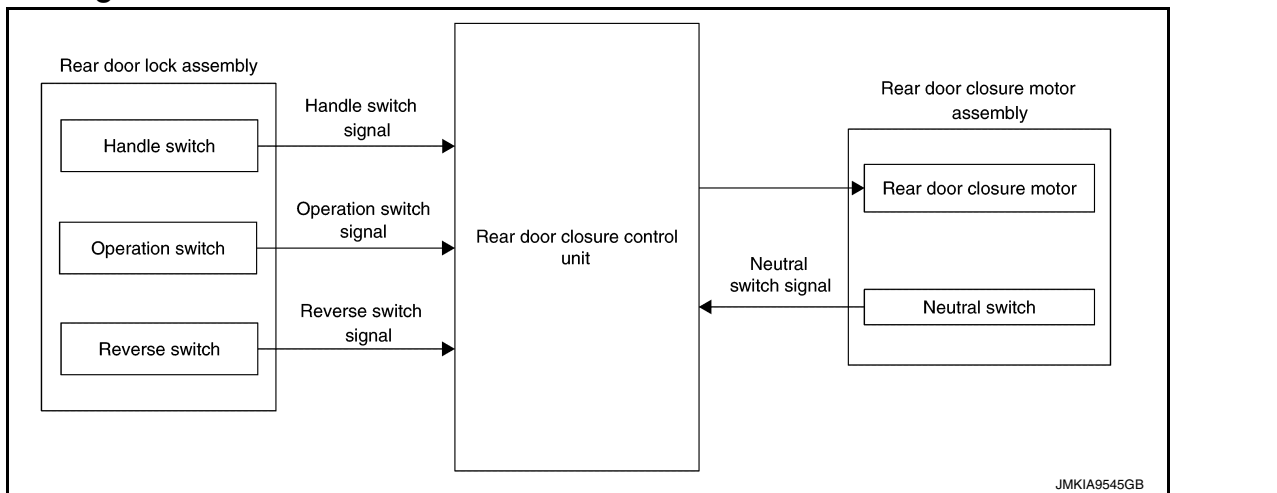 Rear door lock assembly
Handle switch
Operation switch
Reverse switch
Handle switch
signal
Operation switch
signal
Reverse switch
signal
Rear door closure control
unit
Neutral
switch signal
Rear door closure motor
assembly
Rear door closure motor
Neutral switch
JMKIA9545GB